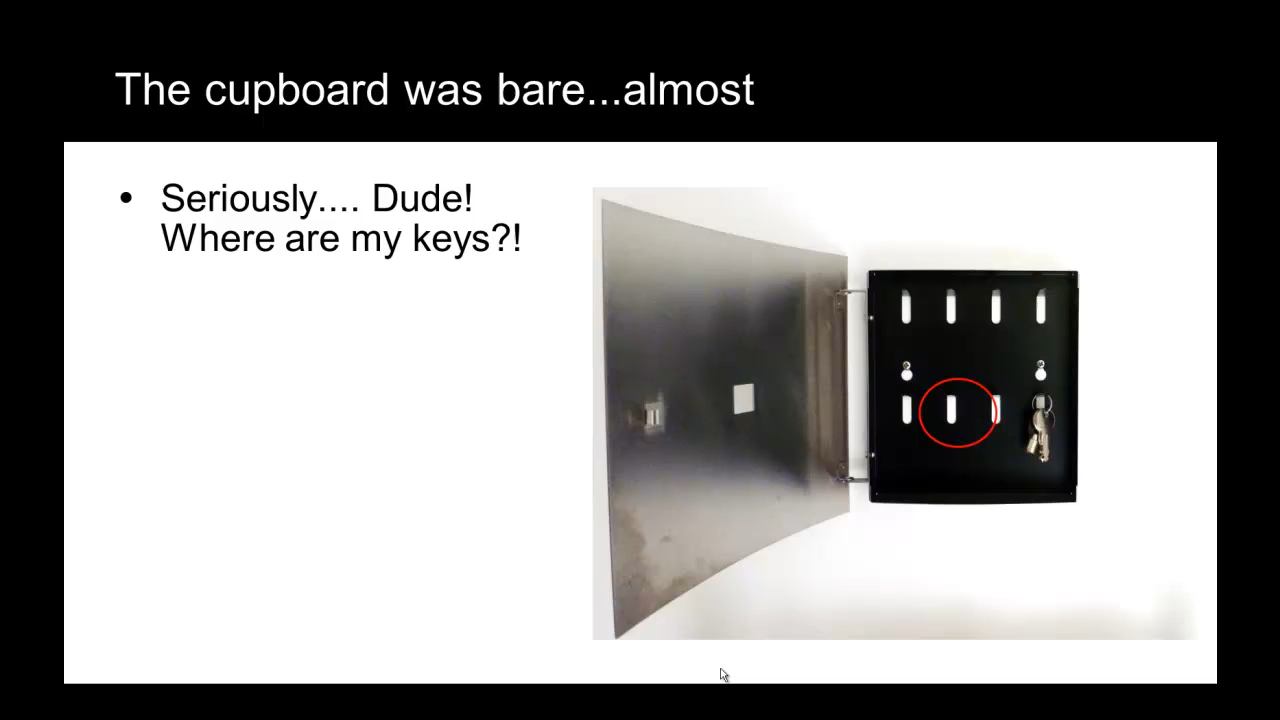 The cupboard was bare...almost
• Seriously.... Dude!
Where are my keys?!